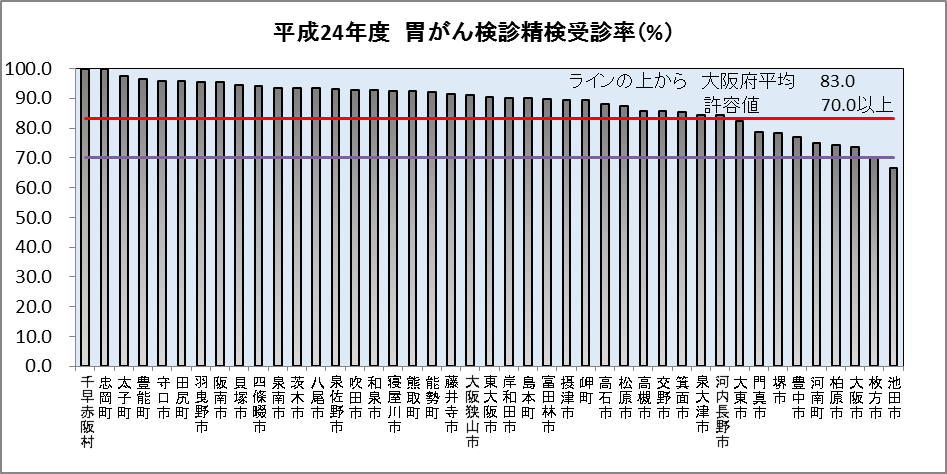 平成24年度 胃がん検診精検受診率(%)
ラインの上から 大阪府平均 83.0
許容値 70.0以上
100.0
90.0
80.0
70.0
60.0
50.0
40.0
30.0
20.0
10.0
0.0
千早赤阪村
忠岡町
太子町
豊能町
守口市
田尻町
羽曳野市
阪南市
貝塚市
四條畷市
泉南市
茨木市
八尾市
泉佐野市
吹田市
和泉市
寝屋川市
熊取町
能勢町
藤井寺市
大阪狭山市
東大阪市
岸和田市
島本町
富田林市
摂津市
岬町
高石市
松原市
高槻市
交野市
箕面市
泉大津市
河内長野市
大東市
門真市
堺市
豊中市
河南町
柏原市
大阪市
枚方市
池田市